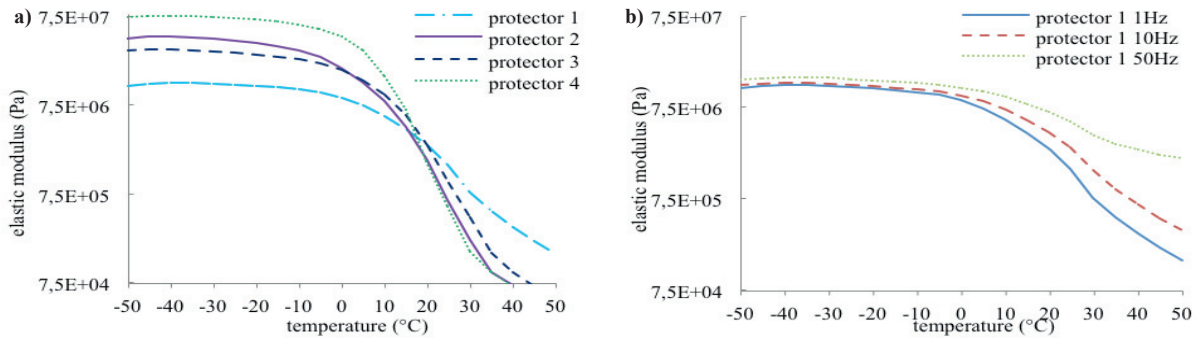 a)
protector 1
protector 2
protector 3
protector 4
elastic modulus (Pa)
7,5E+07
7,5E+06
7,5E+05
7,5E+04
-50 -40 -30 -20 -10 0 10 20 30 40 50
temperature (°C)
b)
protector 1 1Hz
protector 1 10Hz
protector 1 50Hz
elastic modulus (Pa)
7,5E+07
7,5E+06
7,5E+05
7,5E+04
-50 -40 -30 -20 -10 0 10 20 30 40 50
temperature (°C)